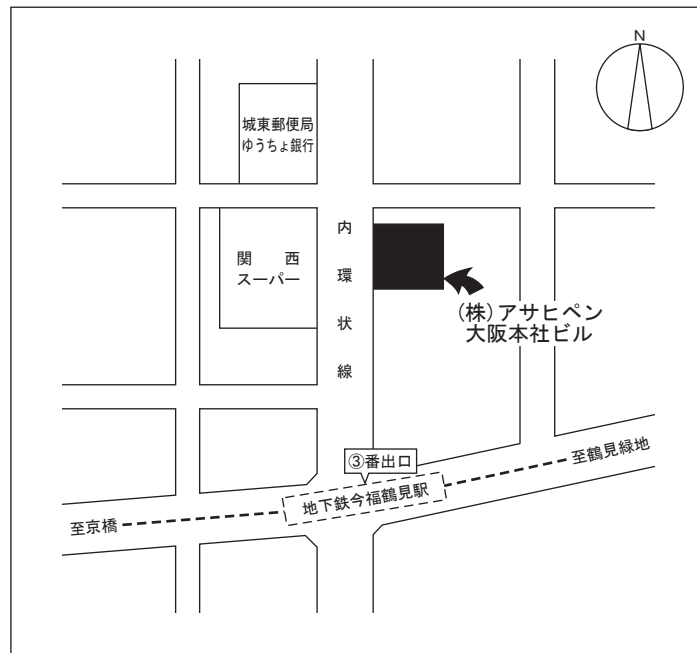 N
城東郵便局
ゆうちょ銀行
関　西
スーパー
内環状線
(株)アサヒペン
大阪本社ビル
③番出口
至鶴見緑地
地下鉄今福鶴見駅
至京橋